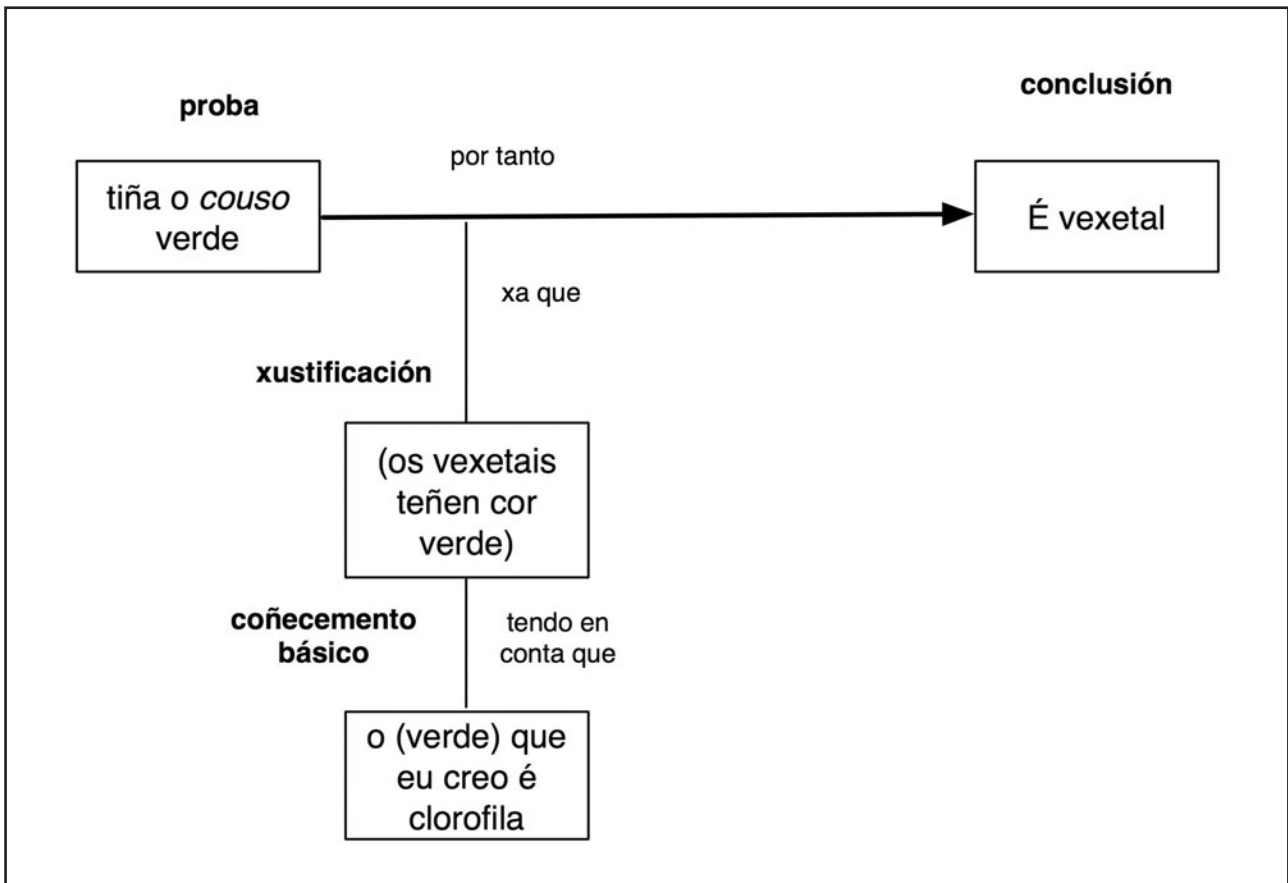 proba
conclusión
por tanto
tiña o couso
verde
É vexetal
xa que
xustificación
(os vexetais
teñen cor
verde)
coñecemento
básico
tendo en
conta que
o (verde) que
eu creo é
clorofila